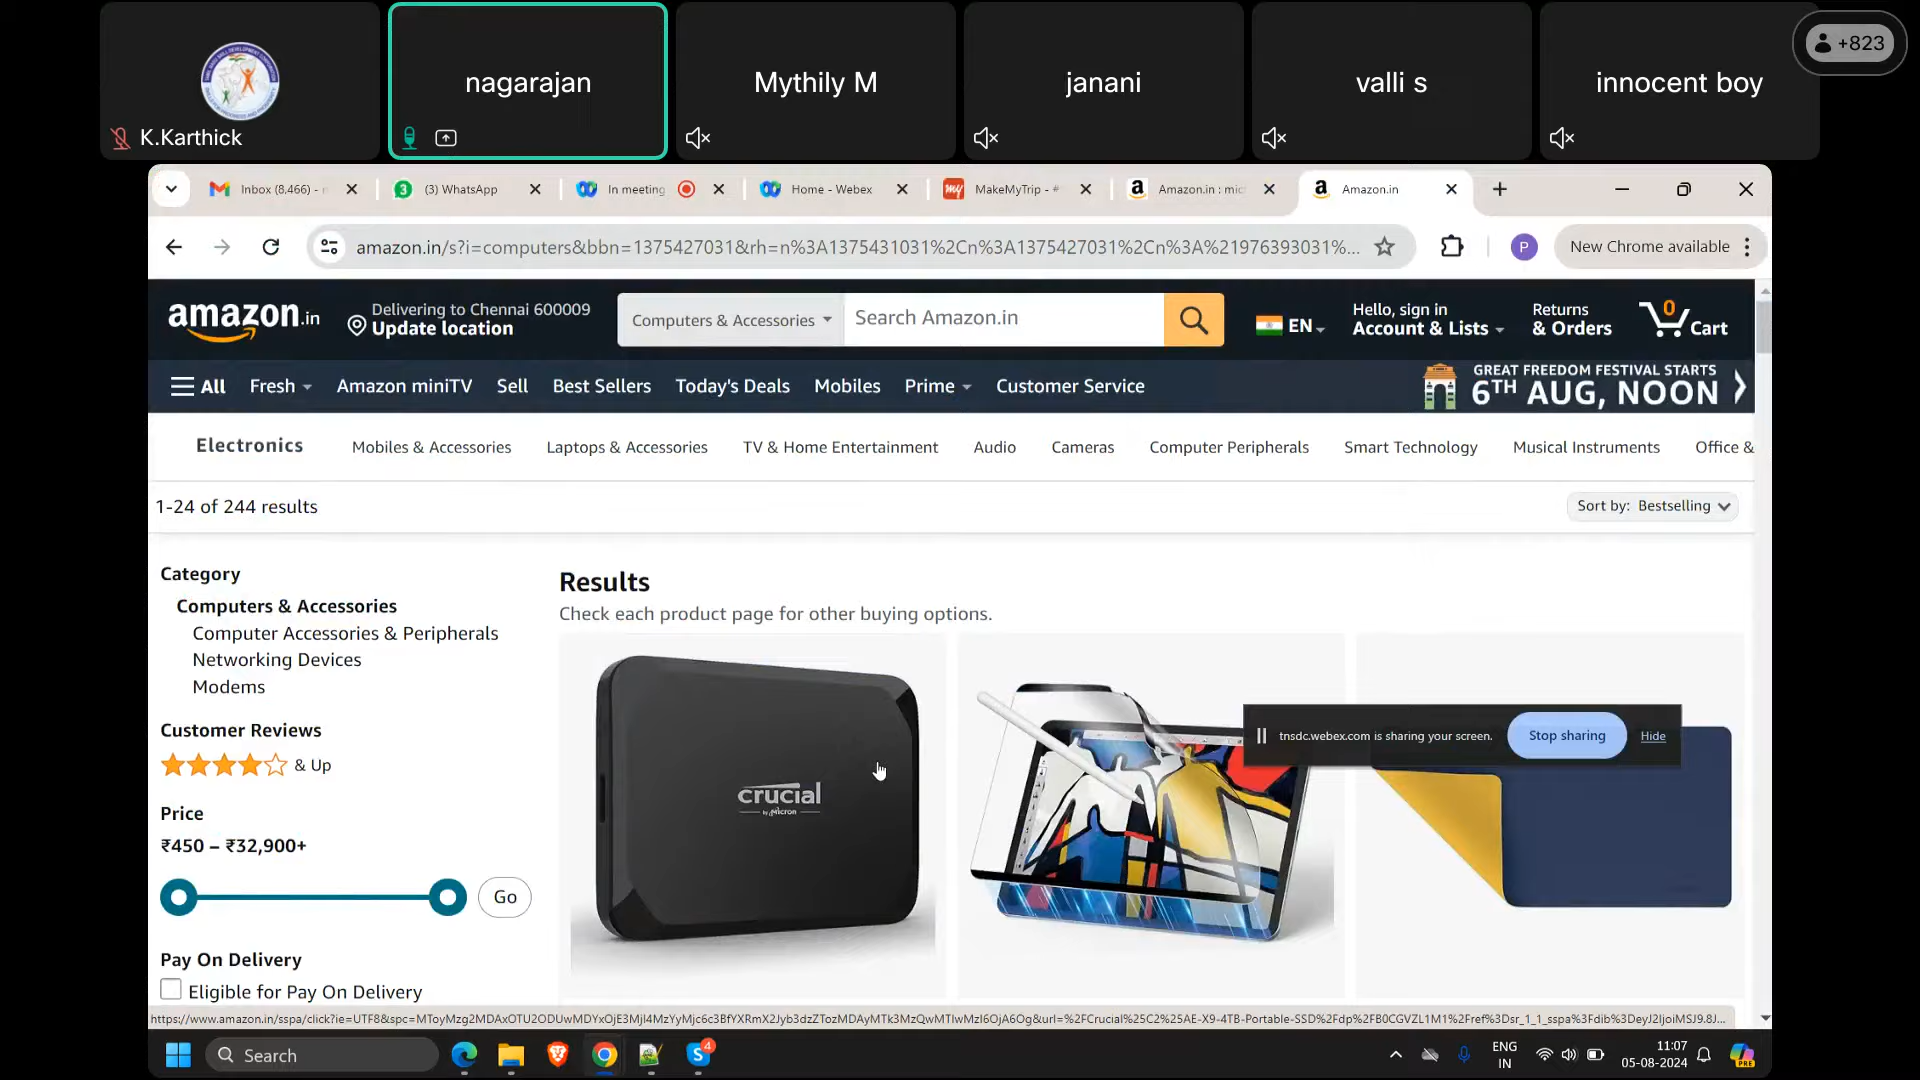 K.Karthick
nagarajan
Mythily M
janani
valli s
innocent boy
+823
Inbox (8,466) -
3
(3) WhatsApp
In meeting
Home - Webex
my
MakeMyTrip - #
a
Amazon.in : mic
a
Amazon.in
amazon.in/s?i=computers&bbn=1375427031&rh=n%3A1375431031%2Cn%3A1375427031%2Cn%3A%21976393031%...
P
New Chrome available
amazon.in
Delivering to Chennai 600009
Update location
Computers & Accessories
Search Amazon.in
EN
Hello, sign in
Account & Lists
Returns
& Orders
0
Cart
All
Fresh
Amazon miniTV
Sell
Best Sellers
Today's Deals
Mobiles
Prime
Customer Service
GREAT FREEDOM FESTIVAL STARTS
6TH AUG, NOON
Electronics
Mobiles & Accessories
Laptops & Accessories
TV & Home Entertainment
Audio
Cameras
Computer Peripherals
Smart Technology
Musical Instruments
Office &
1-24 of 244 results
Sort by: Bestselling
Category
Computers & Accessories
Computer Accessories & Peripherals
Networking Devices
Modems
Customer Reviews
& Up
Price
₹450 – ₹32,900+
Go
Pay On Delivery
Eligible for Pay On Delivery
Results
Check each product page for other buying options.
crucial
by Micron
tnsdc.webex.com is sharing your screen.
Stop sharing
Hide
Search
4
ENG
IN
11:07
05-08-2024
PRE